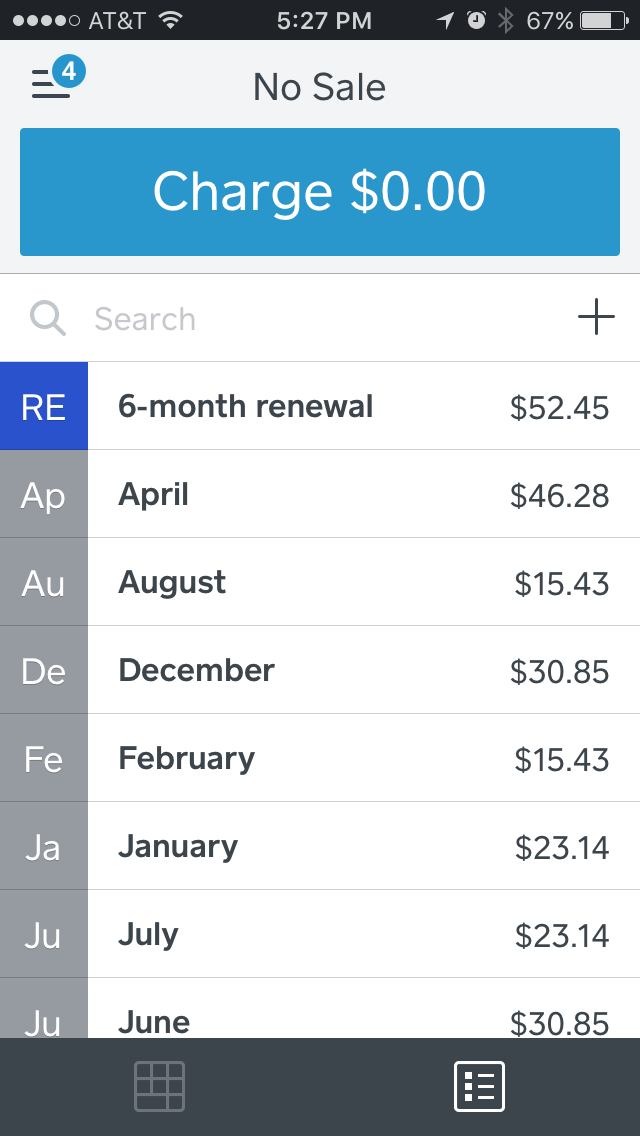 AT&T 5:27 PM 67%
4
No Sale
Charge $0.00
Search
RE 6-month renewal $52.45
Ap April $46.28
Au August $15.43
De December $30.85
Fe February $15.43
Ja January $23.14
Ju July $23.14
Ju June $30.85